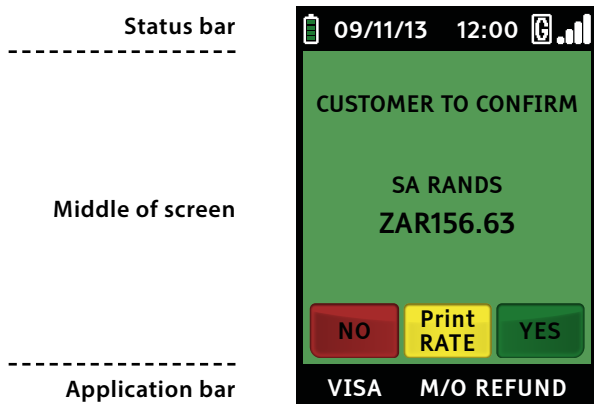 Status bar
09/11/13 12:00 G
CUSTOMER TO CONFIRM
Middle of screen
SA RANDS
ZAR156.63
NO
Print
RATE
YES
Application bar
VISA M/O REFUND